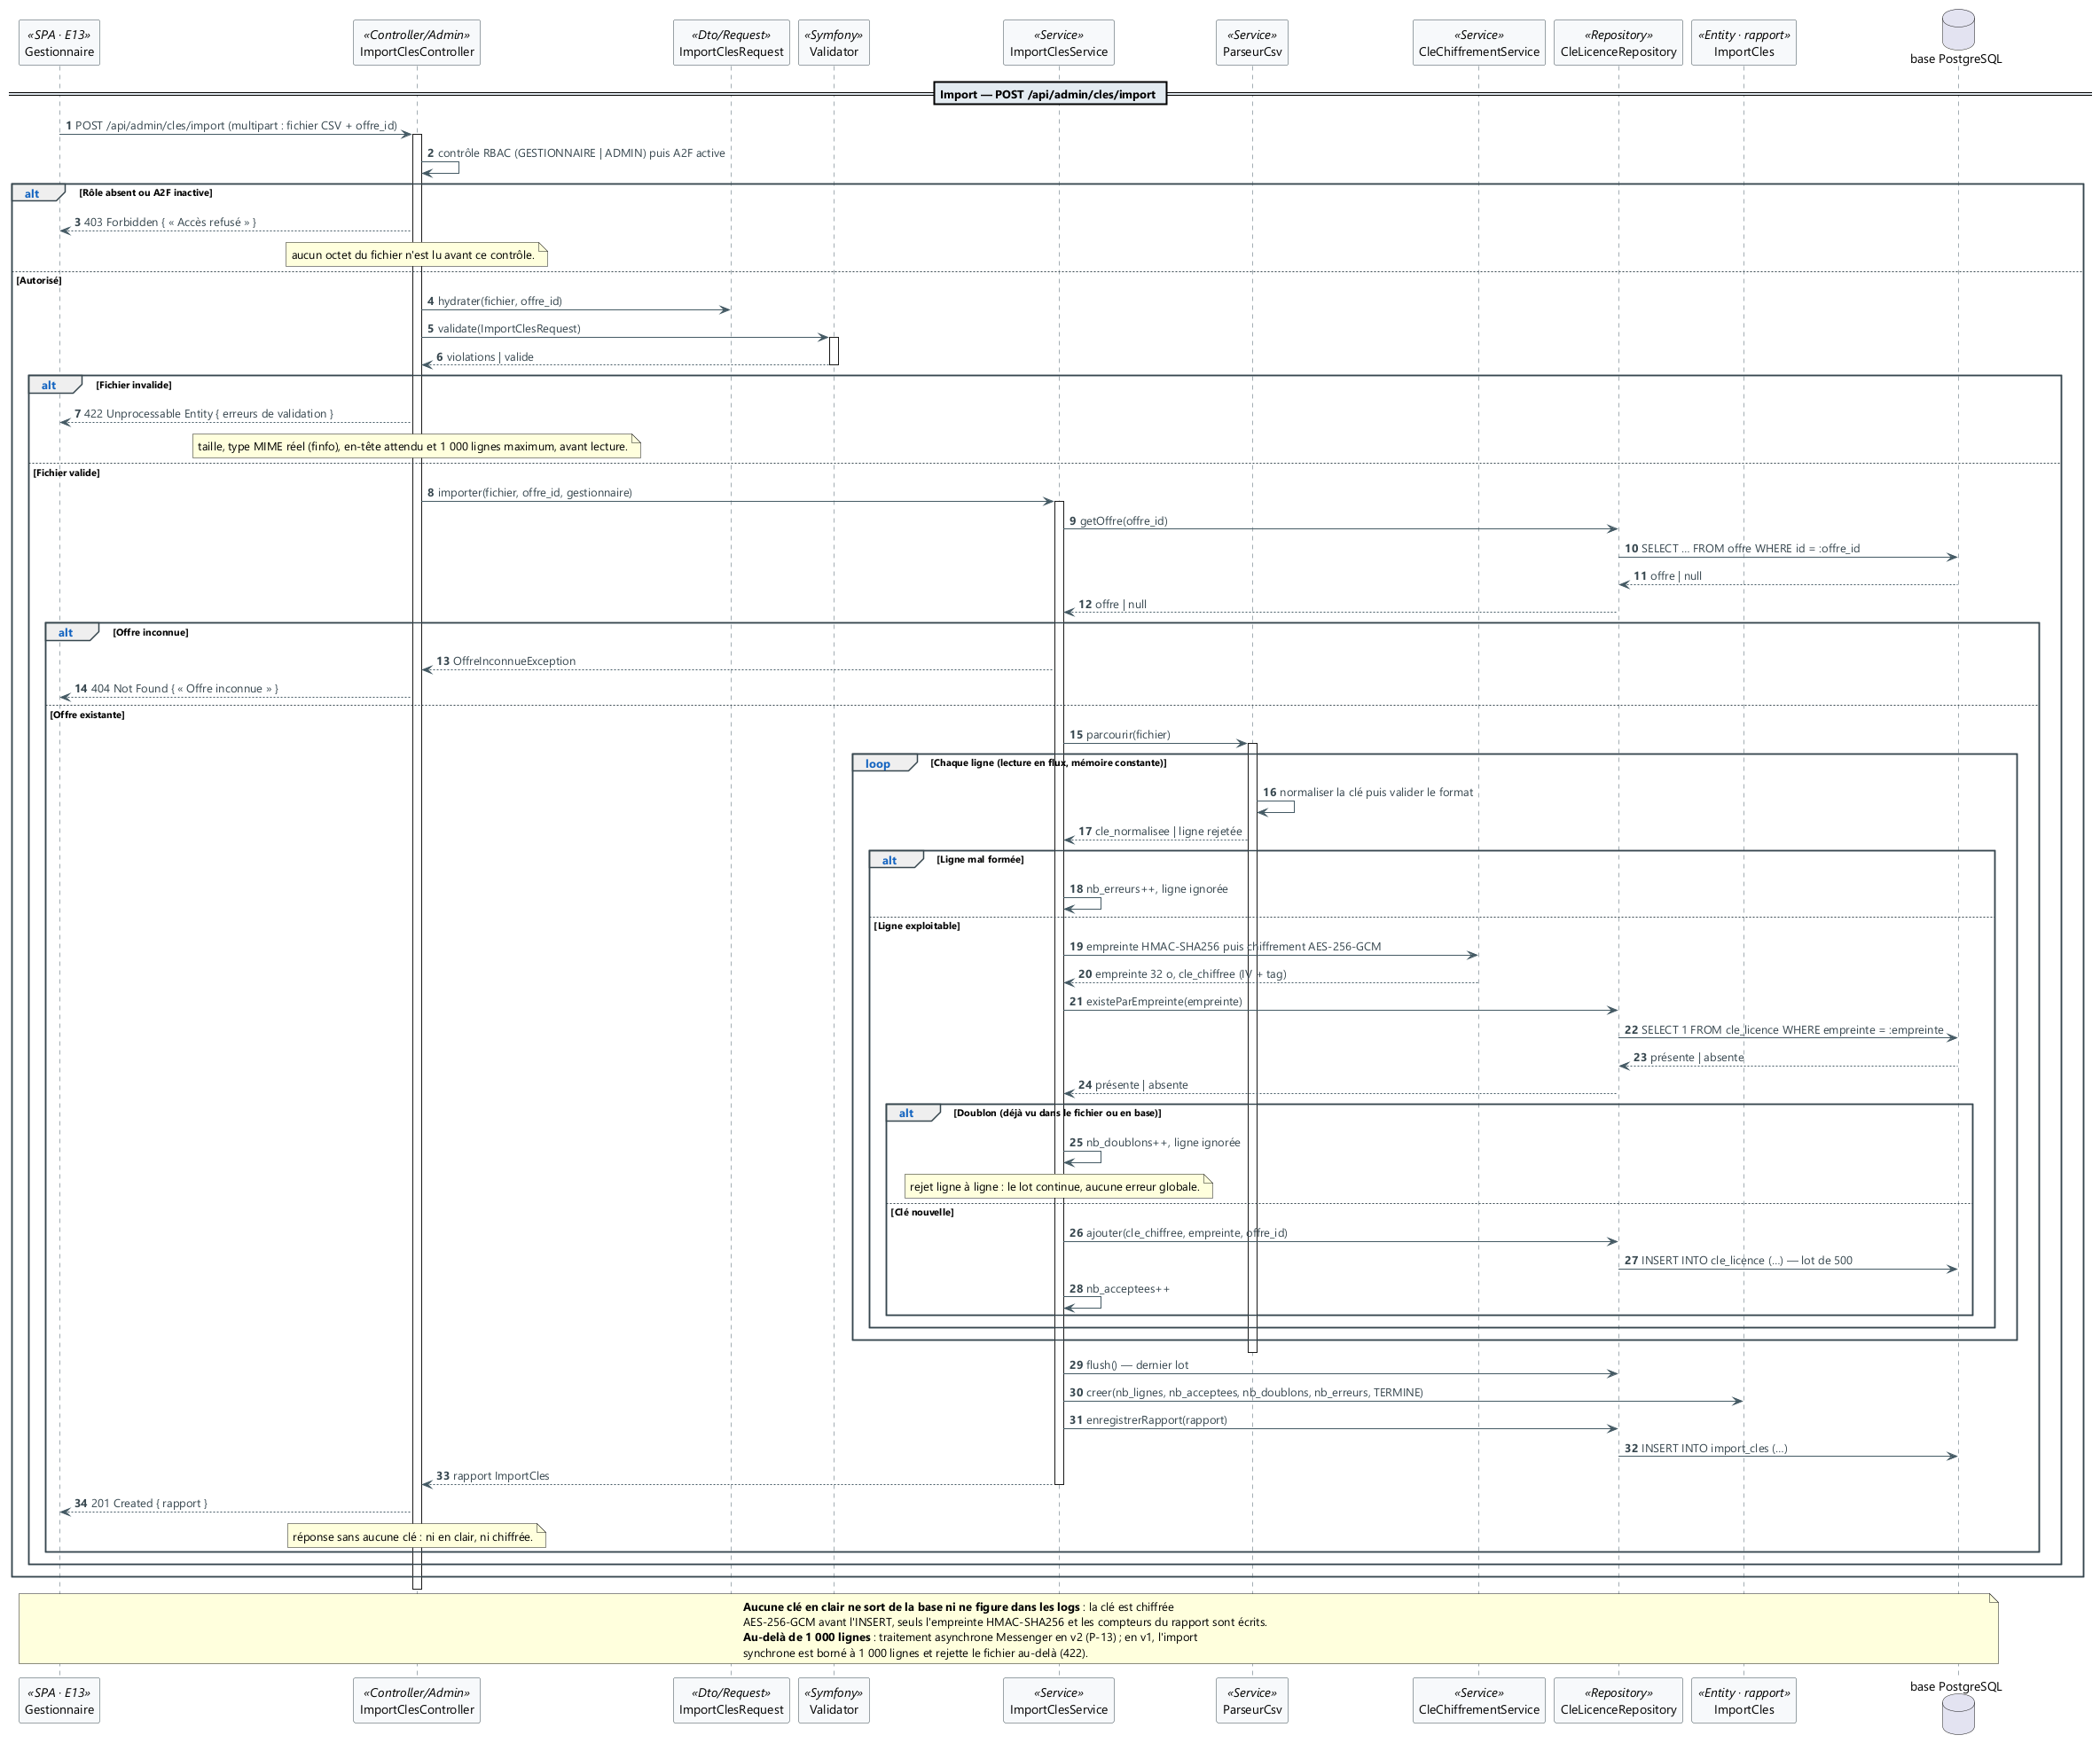 «SPA · E13»
Gestionnaire
«Controller/Admin»
ImportClesController
«Dto/Request»
ImportClesRequest
«Symfony»
Validator
«Service»
ImportClesService
«Service»
ParseurCsv
«Service»
CleChiffrementService
«Repository»
CleLicenceRepository
«Entity · rapport»
ImportCles
base PostgreSQL
Import — POST /api/admin/cles/import
1 POST /api/admin/cles/import (multipart : fichier CSV + offre_id)
2 contrôle RBAC (GESTIONNAIRE | ADMIN) puis A2F active
alt [Rôle absent ou A2F inactive]
3 403 Forbidden { « Accès refusé » }
aucun octet du fichier n'est lu avant ce contrôle.
[Autorisé]
4 hydrater(fichier, offre_id)
5 validate(ImportClesRequest)
6 violations | valide
alt [Fichier invalide]
7 422 Unprocessable Entity { erreurs de validation }
taille, type MIME réel (finfo), en-tête attendu et 1 000 lignes maximum, avant lecture.
[Fichier valide]
8 importer(fichier, offre_id, gestionnaire)
9 getOffre(offre_id)
10 SELECT … FROM offre WHERE id = :offre_id
11 offre | null
12 offre | null
alt [Offre inconnue]
13 OffreInconnueException
14 404 Not Found { « Offre inconnue » }
[Offre existante]
15 parcourir(fichier)
loop [Chaque ligne (lecture en flux, mémoire constante)]
16 normaliser la clé puis valider le format
17 cle_normalisee | ligne rejetée
alt [Ligne mal formée]
18 nb_erreurs++, ligne ignorée
[Ligne exploitable]
19 empreinte HMAC-SHA256 puis chiffrement AES-256-GCM
20 empreinte 32 o, cle_chiffree (IV + tag)
21 existeParEmpreinte(empreinte)
22 SELECT 1 FROM cle_licence WHERE empreinte = :empreinte
23 présente | absente
24 présente | absente
alt [Doublon (déjà vu dans le fichier ou en base)]
25 nb_doublons++, ligne ignorée
rejet ligne à ligne : le lot continue, aucune erreur globale.
[Clé nouvelle]
26 ajouter(cle_chiffree, empreinte, offre_id)
27 INSERT INTO cle_licence (…) — lot de 500
28 nb_acceptees++
29 flush() — dernier lot
30 creer(nb_lignes, nb_acceptees, nb_doublons, nb_erreurs, TERMINE)
31 enregistrerRapport(rapport)
32 INSERT INTO import_cles (…)
33 rapport ImportCles
34 201 Created { rapport }
réponse sans aucune clé : ni en clair, ni chiffrée.
Aucune clé en clair ne sort de la base ni ne figure dans les logs : la clé est chiffrée
AES-256-GCM avant l'INSERT, seuls l'empreinte HMAC-SHA256 et les compteurs du rapport sont écrits.
Au-delà de 1 000 lignes : traitement asynchrone Messenger en v2 (P-13) ; en v1, l'import
synchrone est borné à 1 000 lignes et rejette le fichier au-delà (422).
«SPA · E13»
Gestionnaire
«Controller/Admin»
ImportClesController
«Dto/Request»
ImportClesRequest
«Symfony»
Validator
«Service»
ImportClesService
«Service»
ParseurCsv
«Service»
CleChiffrementService
«Repository»
CleLicenceRepository
«Entity · rapport»
ImportCles
base PostgreSQL